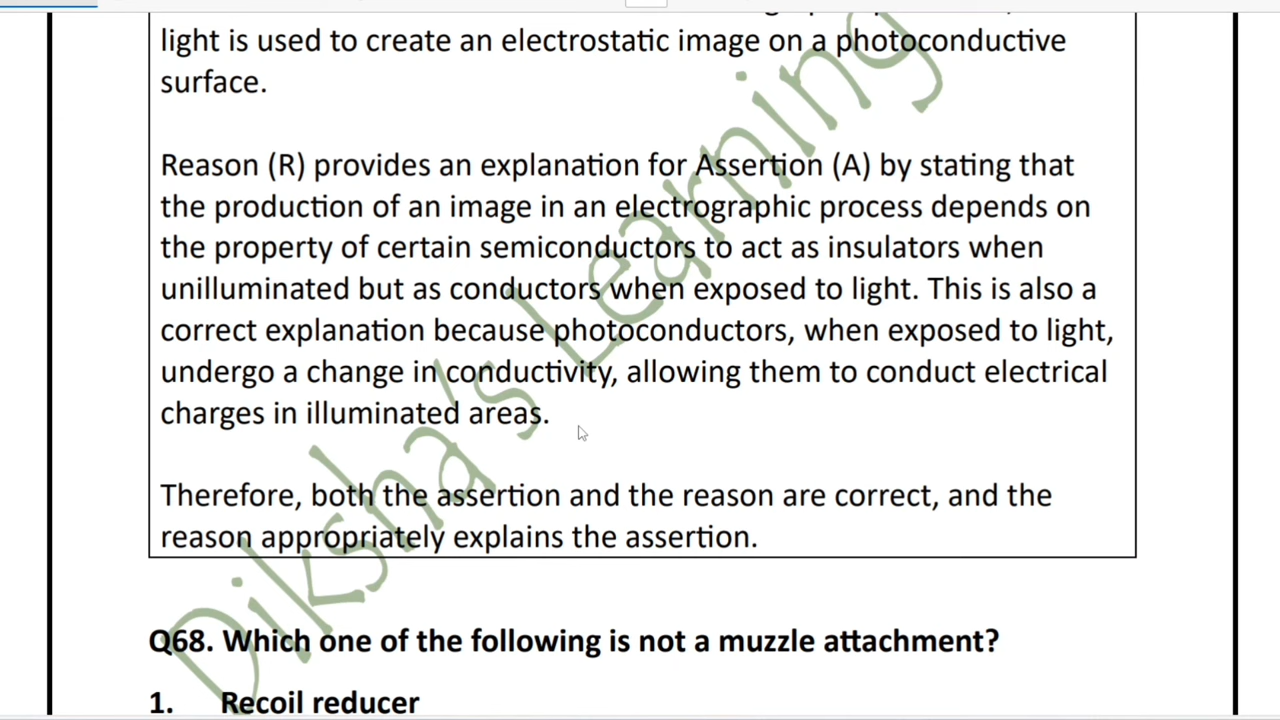 light is used to create an electrostatic image on a photoconductive
surface.
Reason (R) provides an explanation for Assertion (A) by stating that
the production of an image in an electrographic process depends on
the property of certain semiconductors to act as insulators when
unilluminated but as conductors when exposed to light. This is also a
correct explanation because photoconductors, when exposed to light,
undergo a change in conductivity, allowing them to conduct electrical
charges in illuminated areas.
Therefore, both the assertion and the reason are correct, and the
reason appropriately explains the assertion.
Q68. Which one of the following is not a muzzle attachment?
1. Recoil reducer
Diksha's Learning